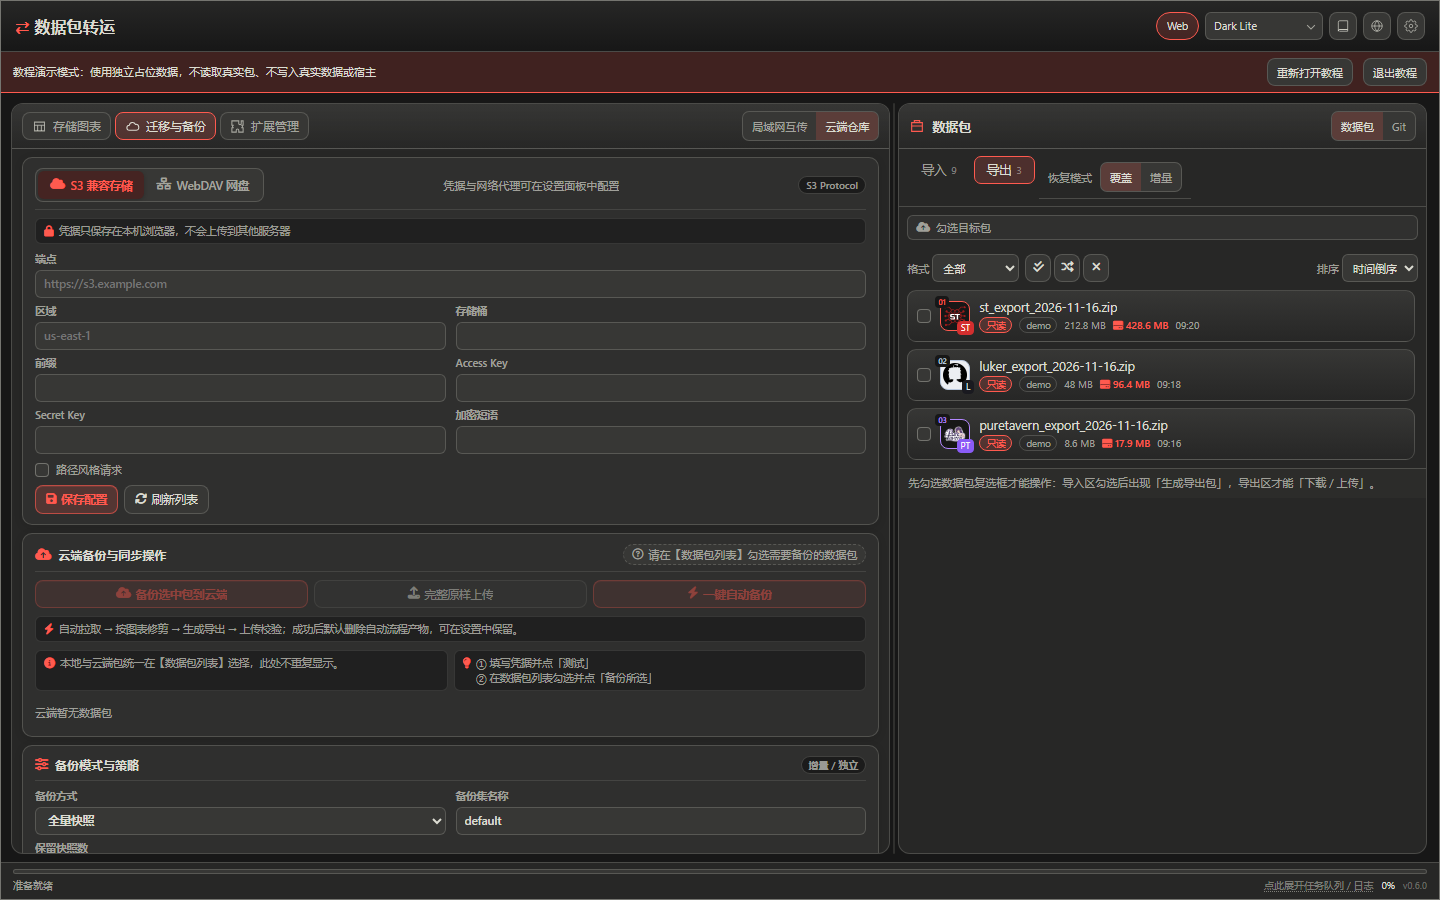 数据包转运
Web
Dark Lite
教程演示模式：使用独立占位数据，不读取真实包、不写入真实数据或宿主
重新打开教程
退出教程
存储图表
迁移与备份
扩展管理
局域网互传
云端仓库
S3 兼容存储
WebDAV 网盘
凭据与网络代理可在设置面板中配置
S3 Protocol
凭据只保存在本机浏览器，不会上传到其他服务器
端点
https://s3.example.com
区域
存储桶
us-east-1
前缀
Access Key
Secret Key
加密短语
路径风格请求
保存配置
刷新列表
云端备份与同步操作
请在【数据包列表】勾选需要备份的数据包
备份选中包到云端
完整原样上传
一键自动备份
自动拉取 → 按图表修剪 → 生成导出 → 上传校验；成功后默认删除自动流程产物，可在设置中保留。
本地与云端包统一在【数据包列表】选择，此处不重复显示。
① 填写凭据并点「测试」
② 在数据包列表勾选并点「备份所选」
云端暂无数据包
备份模式与策略
增量 / 独立
备份方式
备份集名称
全量快照
default
保留快照数
数据包
数据包
Git
导入 9
导出 3
恢复模式
覆盖
增量
勾选目标包
格式
全部
排序
时间倒序
01
ST
ST
st_export_2026-11-16.zip
只读
demo
212.8 MB
428.6 MB
09:20
02
L
luker_export_2026-11-16.zip
只读
demo
48 MB
96.4 MB
09:18
03
PT
puretavern_export_2026-11-16.zip
只读
demo
8.6 MB
17.9 MB
09:16
先勾选数据包复选框才能操作：导入区勾选后出现「生成导出包」，导出区才能「下载 / 上传」。
准备就绪
点此展开任务队列 / 日志
0%
v0.6.0